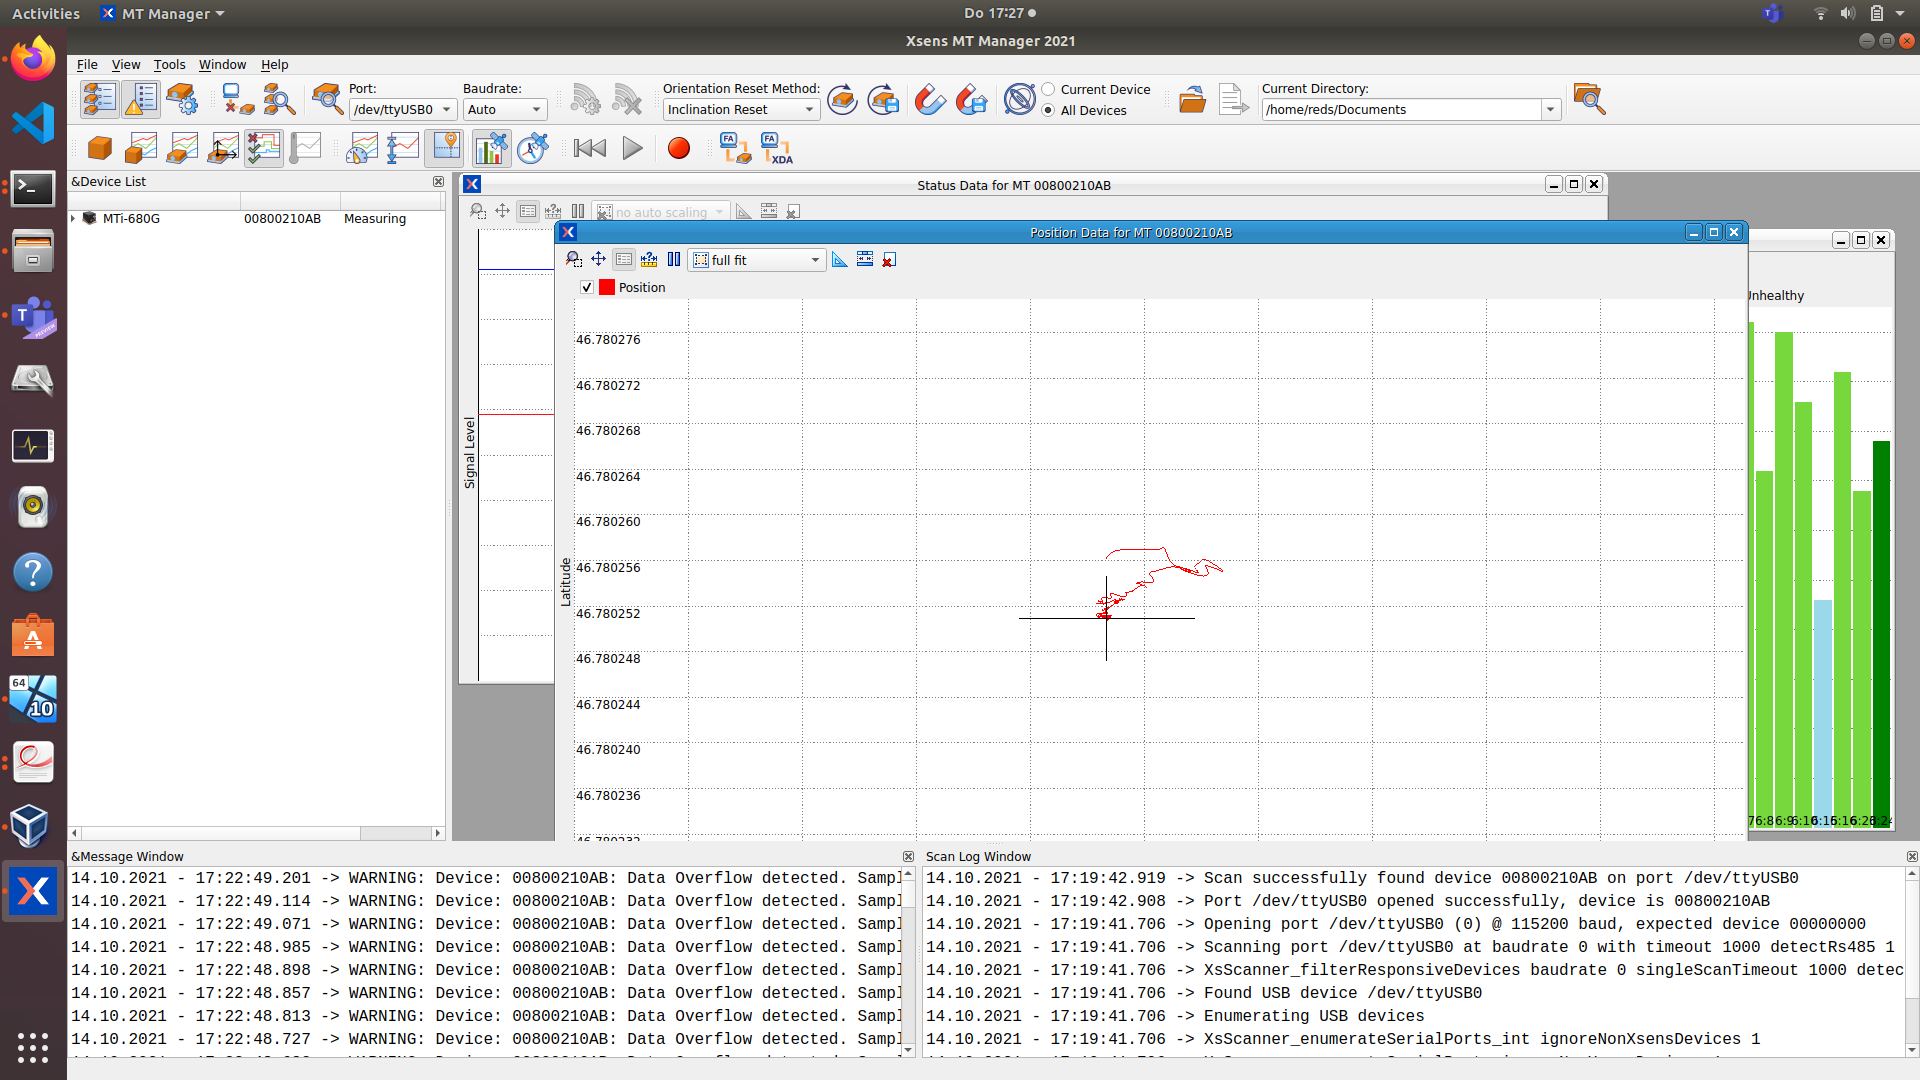 Activities
MT Manager
Do 17:27
Xsens MT Manager 2021
File View Tools Window Help
Port:
/dev/ttyUSB0
Baudrate:
Auto
Orientation Reset Method:
Inclination Reset
Current Device
All Devices
Current Directory:
/home/reds/Documents
FA
FA
XDA
&Device List
MTi-680G 00800210AB Measuring
Status Data for MT 00800210AB
no auto scaling
Signal Level
Position Data for MT 00800210AB
full fit
Position
Latitude
46.780276
46.780272
46.780268
46.780264
46.780260
46.780256
46.780252
46.780248
46.780244
46.780240
46.780236
46.780232
Unhealthy
6:8 6:9
64
10
PREVIEW
&Message Window
14.10.2021 - 17:22:49.201 -> WARNING: Device: 00800210AB: Data Overflow detected. Sampl
14.10.2021 - 17:22:49.114 -> WARNING: Device: 00800210AB: Data Overflow detected. Sampl
14.10.2021 - 17:22:49.071 -> WARNING: Device: 00800210AB: Data Overflow detected. Sampl
14.10.2021 - 17:22:48.985 -> WARNING: Device: 00800210AB: Data Overflow detected. Sampl
14.10.2021 - 17:22:48.898 -> WARNING: Device: 00800210AB: Data Overflow detected. Sampl
14.10.2021 - 17:22:48.857 -> WARNING: Device: 00800210AB: Data Overflow detected. Sampl
14.10.2021 - 17:22:48.813 -> WARNING: Device: 00800210AB: Data Overflow detected. Sampl
14.10.2021 - 17:22:48.727 -> WARNING: Device: 00800210AB: Data Overflow detected. Sampl
Scan Log Window
14.10.2021 - 17:19:42.919 -> Scan successfully found device 00800210AB on port /dev/ttyUSB0
14.10.2021 - 17:19:42.908 -> Port /dev/ttyUSB0 opened successfully, device is 00800210AB
14.10.2021 - 17:19:41.706 -> Opening port /dev/ttyUSB0 (0) @ 115200 baud, expected device 00000000
14.10.2021 - 17:19:41.706 -> Scanning port /dev/ttyUSB0 at baudrate 0 with timeout 1000 detectRs485 1
14.10.2021 - 17:19:41.706 -> XsScanner_filterResponsiveDevices baudrate 0 singleScanTimeout 1000 detec
14.10.2021 - 17:19:41.706 -> Found USB device /dev/ttyUSB0
14.10.2021 - 17:19:41.706 -> Enumerating USB devices
14.10.2021 - 17:19:41.706 -> XsScanner_enumerateSerialPorts_int ignoreNonXsensDevices 1